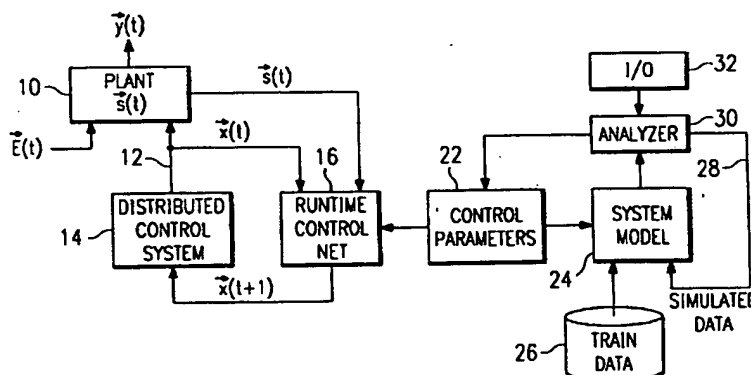 y(t)
10
PLANT
s(t)
s(t)
E(t)
x(t)
12
16
14
DISTRIBUTED
CONTROL
SYSTEM
RUNTIME
CONTROL
NET
x(t+1)
22
CONTROL
PARAMETERS
I/O
32
30
ANALYZER
28
SYSTEM
MODEL
24
SIMULATED
DATA
26
TRAIN
DATA